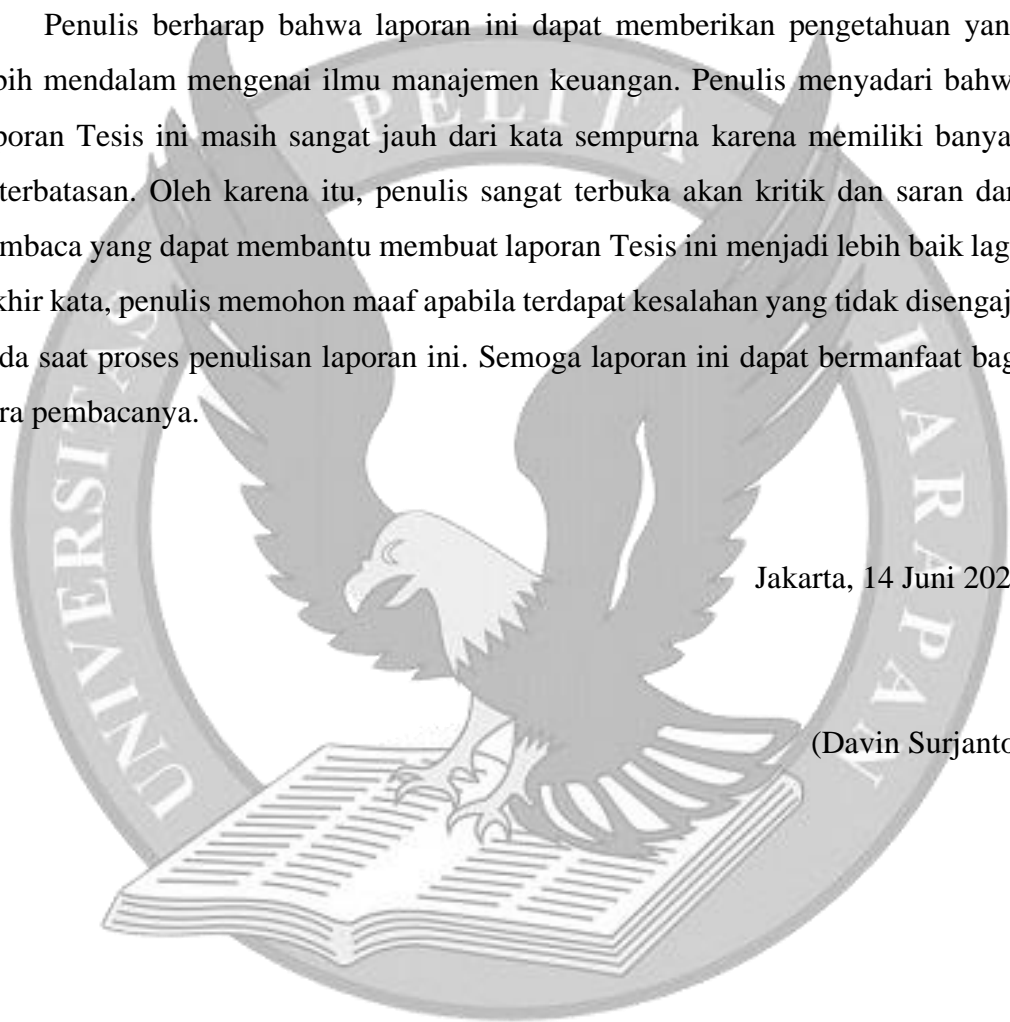 Penulis berharap bahwa laporan ini dapat memberikan pengetahuan yan
bih mendalam mengenai ilmu manajemen keuangan. Penulis menyadari bahw
poran Tesis ini masih sangat jauh dari kata sempurna karena memiliki banya
terbatasan. Oleh karena itu, penulis sangat terbuka akan kritik dan saran dar
mbaca yang dapat membantu membuat laporan Tesis ini menjadi lebih baik lag
khir kata, penulis memohon maaf apabila terdapat kesalahan yang tidak disengaj
da saat proses penulisan laporan ini. Semoga laporan ini dapat bermanfaat bag
ra pembacanya.
Jakarta, 14 Juni 202
(Davin Surjanto
UNIVERSITAS PELITA HARAPAN